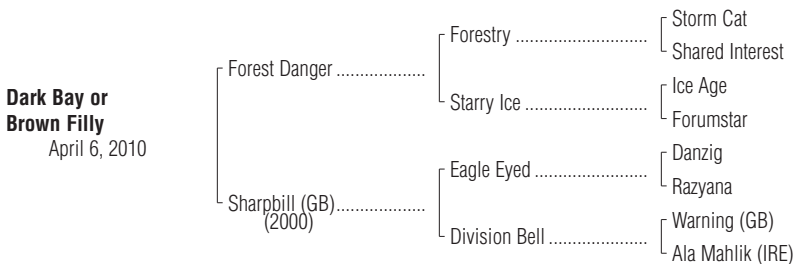 Storm Cat
Forestry ............................
Shared Interest
Forest Danger ...................
Ice Age
Starry Ice ..........................
Forumstar
Dark Bay or
Brown Filly
April 6, 2010
Danzig
Eagle Eyed ........................
Razyana
Sharpbill (GB)...................
(2000)
Warning (GB)
Division Bell .....................
Ala Mahlik (IRE)